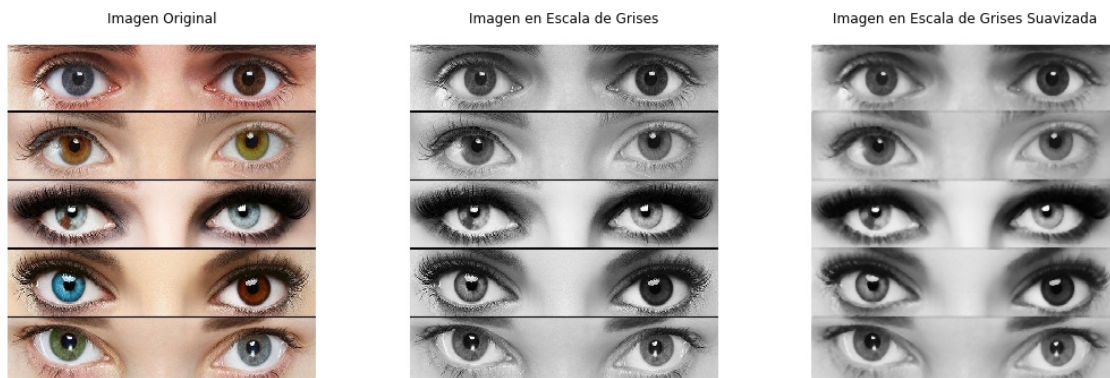 Imagen Original
Imagen en Escala de Grises
Imagen en Escala de Grises Suavizada